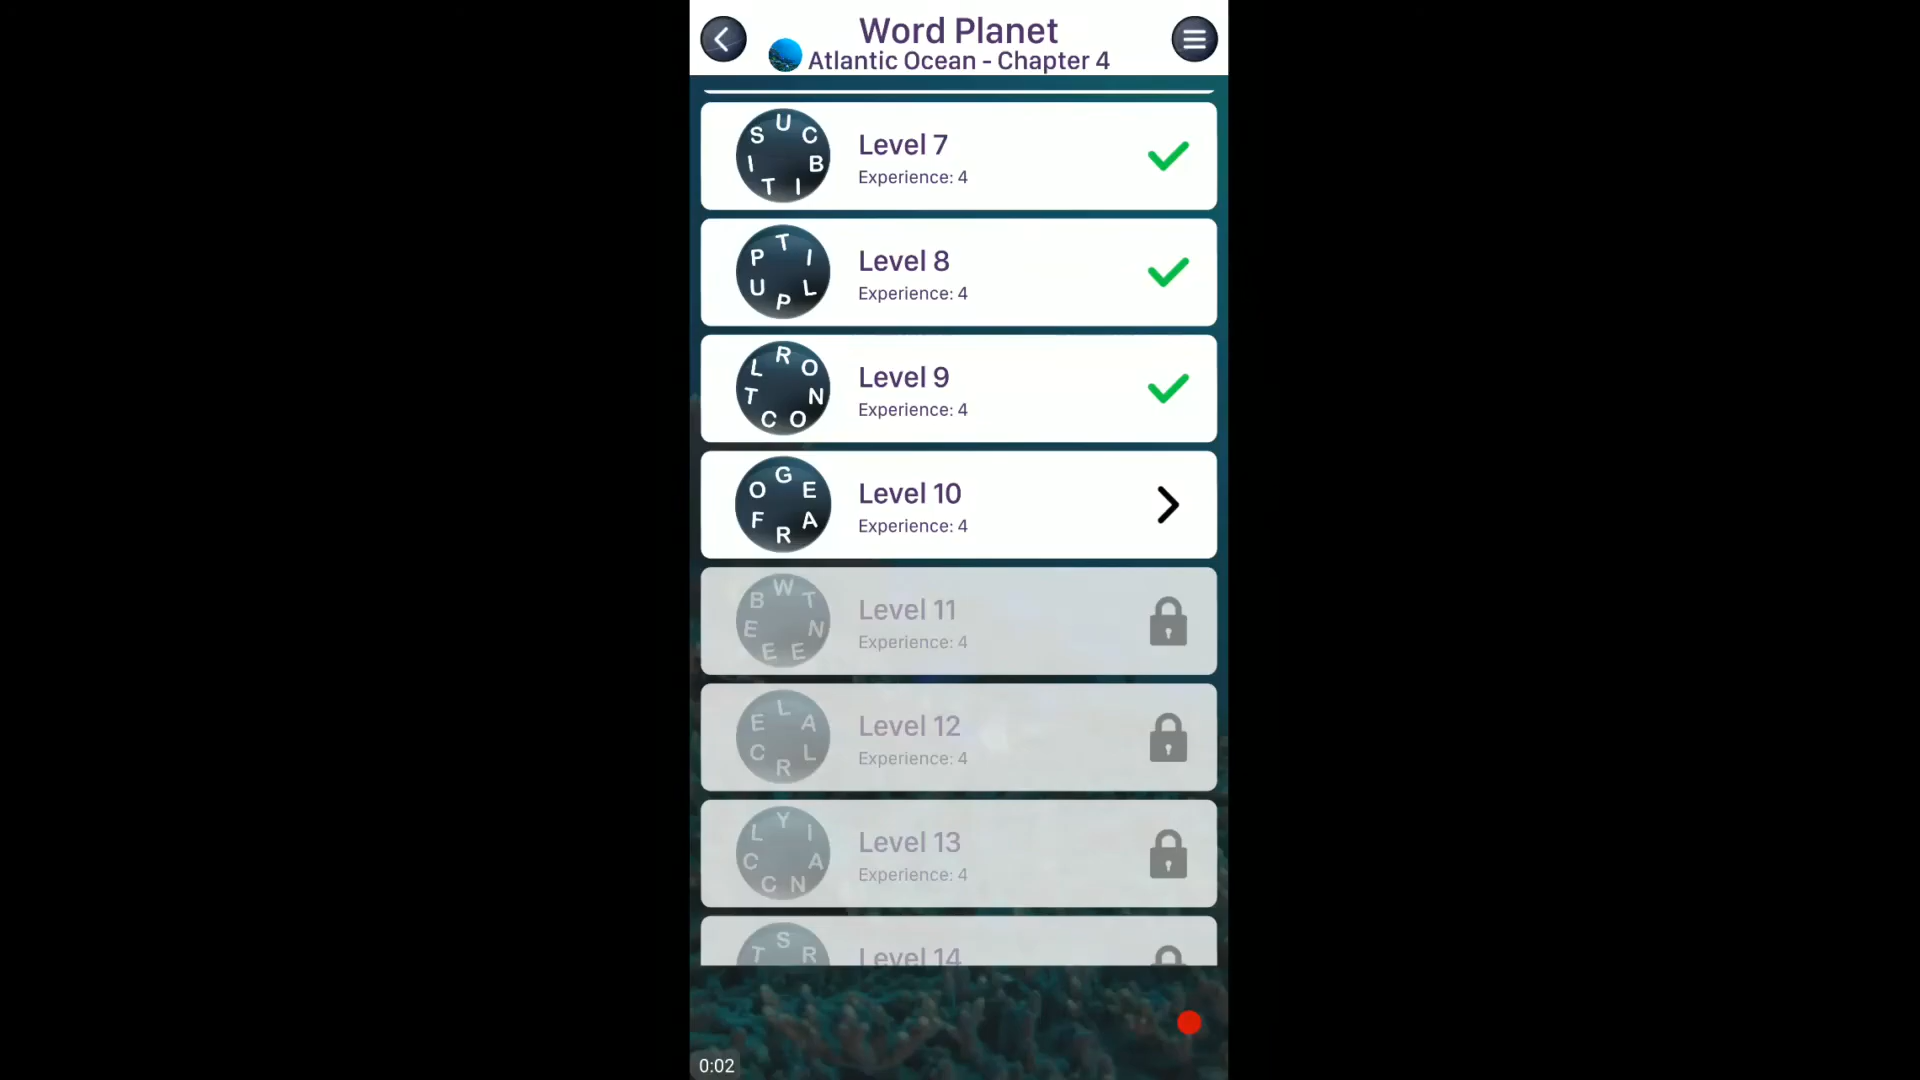 Word Planet
Atlantic Ocean - Chapter 4
S U C B I T I
Level 7
Experience: 4
P T I L P U
Level 8
Experience: 4
L R O N O C T
Level 9
Experience: 4
O G E A R F
Level 10
Experience: 4
B W T N E E E
Level 11
Experience: 4
E L A L R C
Level 12
Experience: 4
L Y I A N C C
Level 13
Experience: 4
T S R
Level 14
0:02